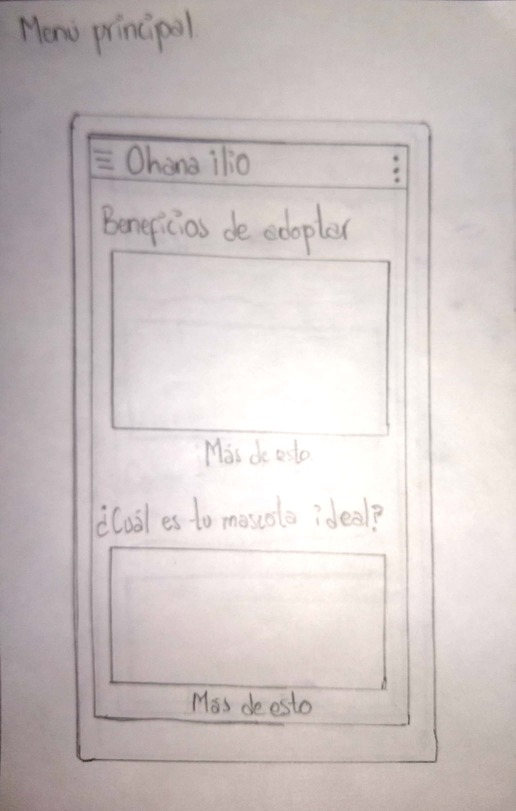 Menú principal
Ohana ilio
Beneficios de adoptar
Más de esto
¿Cuál es tu mascota ideal?
Más de esto